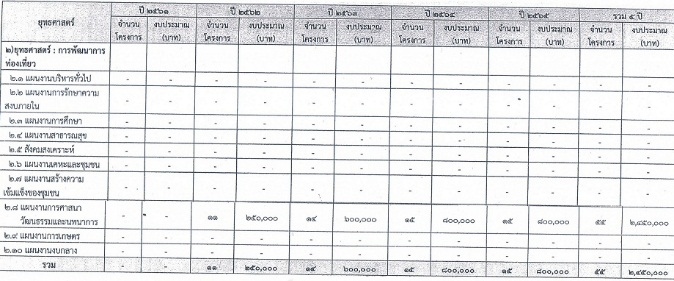 ยุทธศาสตร์ ปี ๒๕๖๑ ปี ๒๕๖๒ ปี ๒๕๖๓ ปี ๒๕๖๔ ปี ๒๕๖๕ รวม ๕ ปี
จำนวน งบประมาณ จำนวน งบประมาณ จำนวน งบประมาณ จำนวน งบประมาณ จำนวน งบประมาณ จำนวน งบประมาณ
โครงการ (บาท) โครงการ (บาท) โครงการ (บาท) โครงการ (บาท) โครงการ (บาท) โครงการ (บาท)
๒)ยุทธศาสตร์ : การพัฒนาการ
ท่องเที่ยว
๒.๑ แผนงานบริหารทั่วไป - - - - - - - - - - - -
๒.๒ แผนงานการรักษาความ
สงบภายใน - - - - - - - - - - - -
๒.๓ แผนงานการศึกษา - - - - - - - - - - - -
๒.๔ แผนงานสาธารณสุข - - - - - - - - - - - -
๒.๕ สังคมสงเคราะห์ - - - - - - - - - - - -
๒.๖ แผนงานเคหะและชุมชน - - - - - - - - - - - -
๒.๗ แผนงานสร้างความ
เข้มแข็งของชุมชน - - - - - - - - - - - -
๒.๘ แผนงานการศาสนา
วัฒนธรรมและนนทนาการ - - ๑๑ ๒๕๐,๐๐๐ ๑๔ ๖๐๐,๐๐๐ ๑๕ ๘๐๐,๐๐๐ ๑๕ ๘๐๐,๐๐๐ ๕๕ ๒,๔๕๐,๐๐๐
๒.๙ แผนงานการเกษตร - - - - - - - - - - - -
๒.๑๐ แผนงานงบกลาง - - - - - - - - - - - -
รวม - - ๑๑ ๒๕๐,๐๐๐ ๑๔ ๖๐๐,๐๐๐ ๑๕ ๘๐๐,๐๐๐ ๑๕ ๘๐๐,๐๐๐ ๕๕ ๒,๔๕๐,๐๐๐